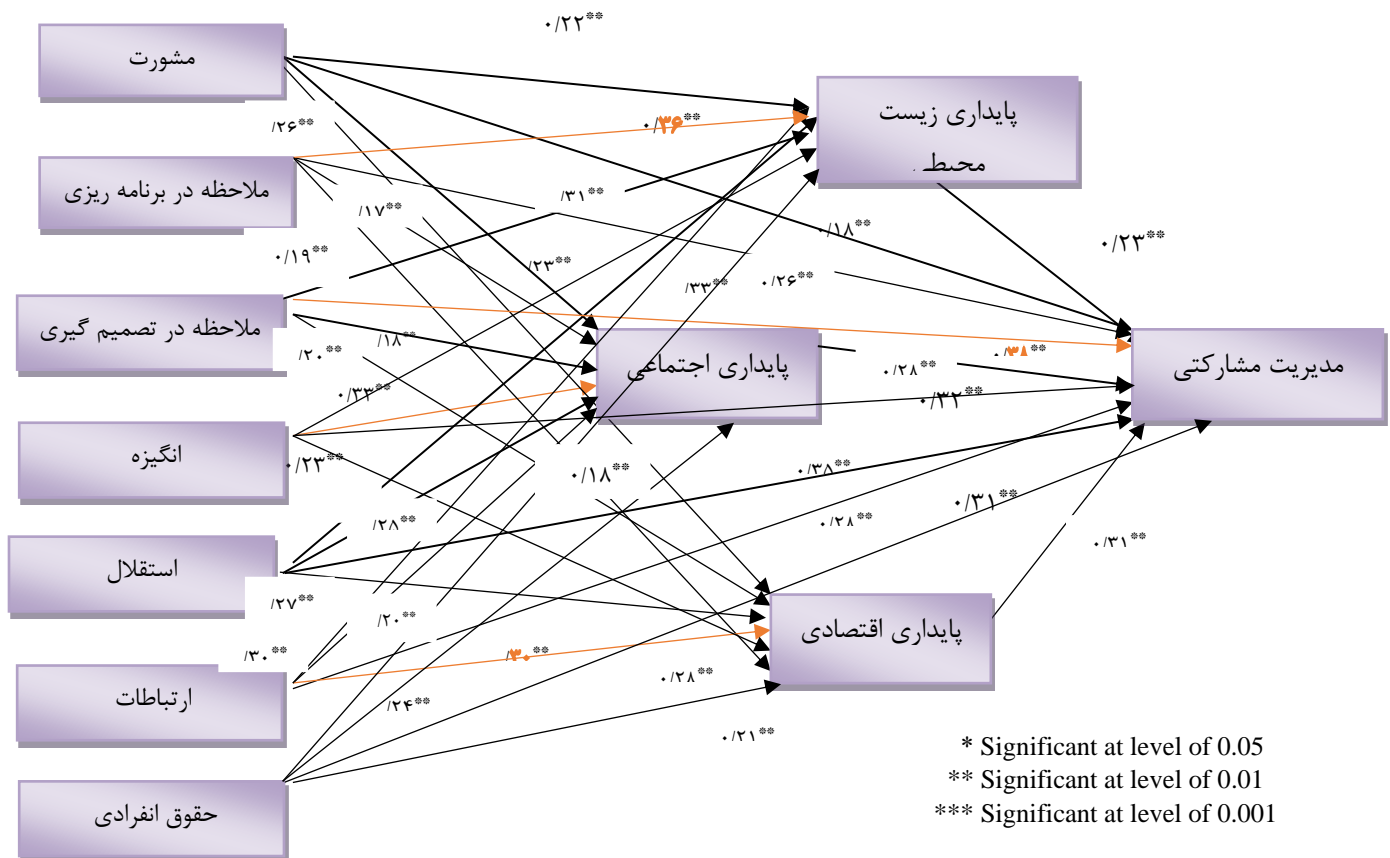 ۰/۲۲**
مشورت
پایداری زیست
محیط
/۲۶**
۰/۳۶**
ملاحظه در برنامه ریزی
/۳۱**
/۱۷**
۰/۱۸**
۰/۲۳**
۰/۱۹**
/۲۳**
۰/۲۶**
/۳۳**
ملاحظه در تصمیم گیری
/۱۸**
/۲۰**
پایداری اجتماعی
۰/۳۸**
۰/۲۸**
مدیریت مشارکتی
۰/۳۳**
۰/۳۲**
انگیزه
۰/۲۳**
۰/۱۸**
۰/۳۵**
۰/۳۱**
/۲۸**
۰/۲۸**
۰/۳۱**
استقلال
/۲۷**
/۲۰**
پایداری اقتصادی
/۳۰**
/۳۰**
۰/۲۸**
ارتباطات
/۲۴**
۰/۲۱**
حقوق انفرادی
* Significant at level of 0.05
** Significant at level of 0.01
*** Significant at level of 0.001